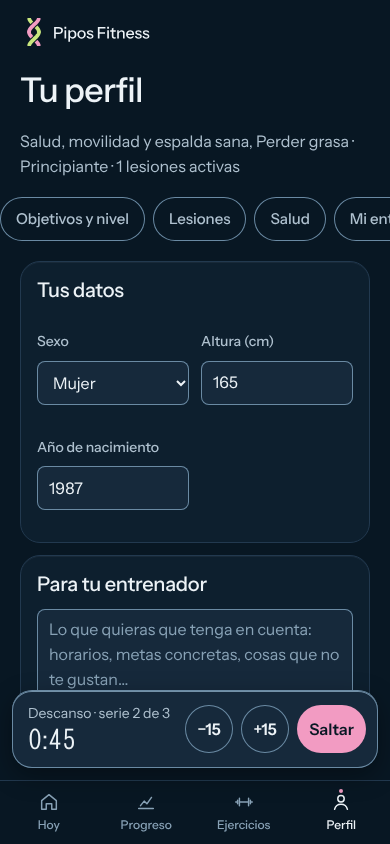 Pipos Fitness
Tu perfil
Salud, movilidad y espalda sana, Perder grasa ·
Principiante · 1 lesiones activas
Objetivos y nivel
Lesiones
Salud
Mi ent
Tus datos
Sexo
Altura (cm)
Mujer
165
Año de nacimiento
1987
Para tu entrenador
Lo que quieras que tenga en cuenta:
horarios, metas concretas, cosas que no
te gustan...
Descanso · serie 2 de 3
0:45
−15
+15
Saltar
Hoy
Progreso
Ejercicios
Perfil